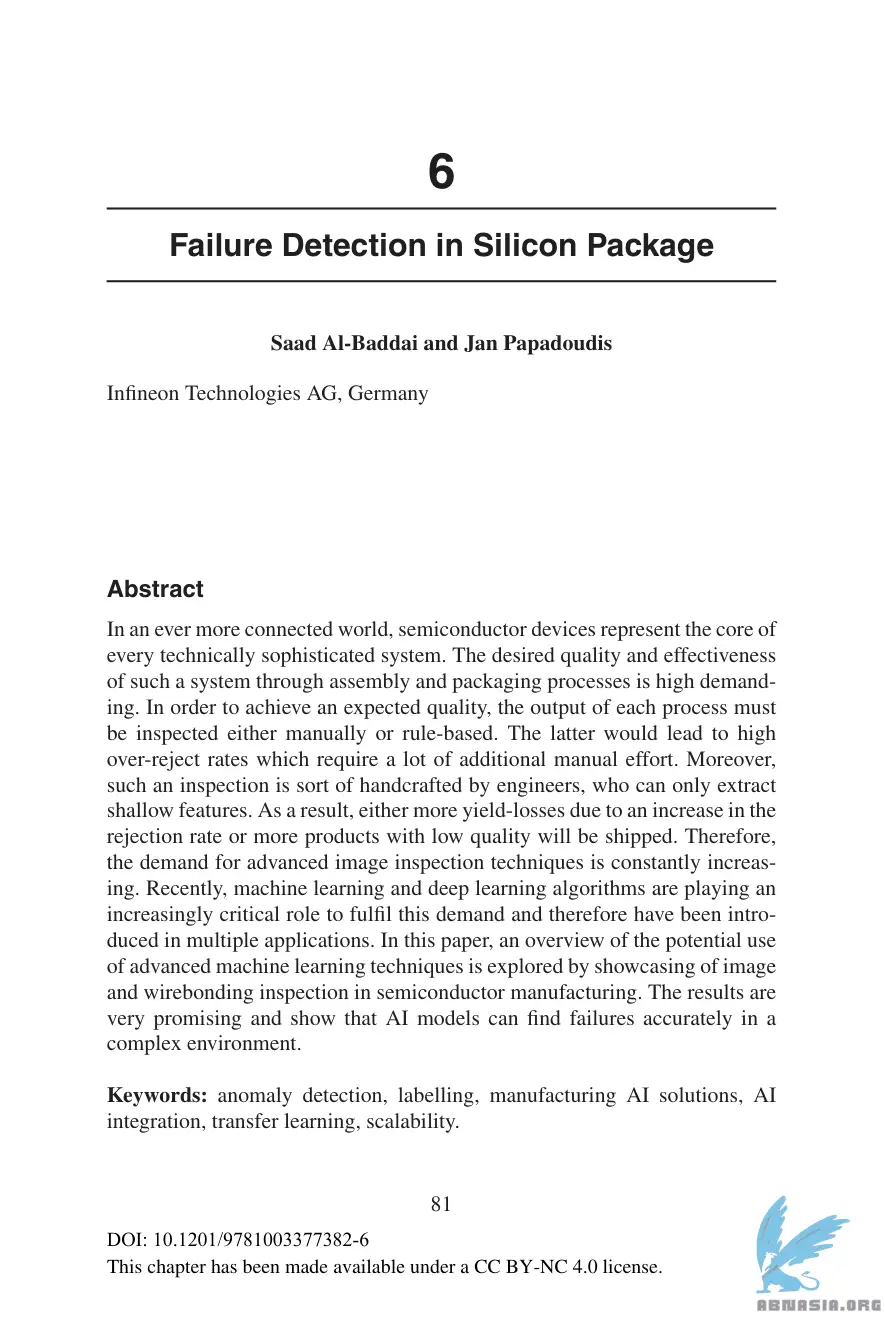 6
Failure Detection in Silicon Package
Saad Al-Baddai and Jan Papadoudis
Infineon Technologies AG, Germany
Abstract
In an ever more connected world, semiconductor devices represent the core of
every technically sophisticated system. The desired quality and effectiveness
of such a system through assembly and packaging processes is high demand-
ing. In order to achieve an expected quality, the output of each process must
be inspected either manually or rule-based. The latter would lead to high
over-reject rates which require a lot of additional manual effort. Moreover,
such an inspection is sort of handcrafted by engineers, who can only extract
shallow features. As a result, either more yield-losses due to an increase in the
rejection rate or more products with low quality will be shipped. Therefore,
the demand for advanced image inspection techniques is constantly increas-
ing. Recently, machine learning and deep learning algorithms are playing an
increasingly critical role to fulfil this demand and therefore have been intro-
duced in multiple applications. In this paper, an overview of the potential use
of advanced machine learning techniques is explored by showcasing of image
and wirebonding inspection in semiconductor manufacturing. The results are
very promising and show that AI models can find failures accurately in a
complex environment.
Keywords: anomaly detection, labelling, manufacturing AI solutions, AI
integration, transfer learning, scalability.
81
DOI: 10.1201/9781003377382-6
This chapter has been made available under a CC BY-NC 4.0 license.
ABNASIA.ORG